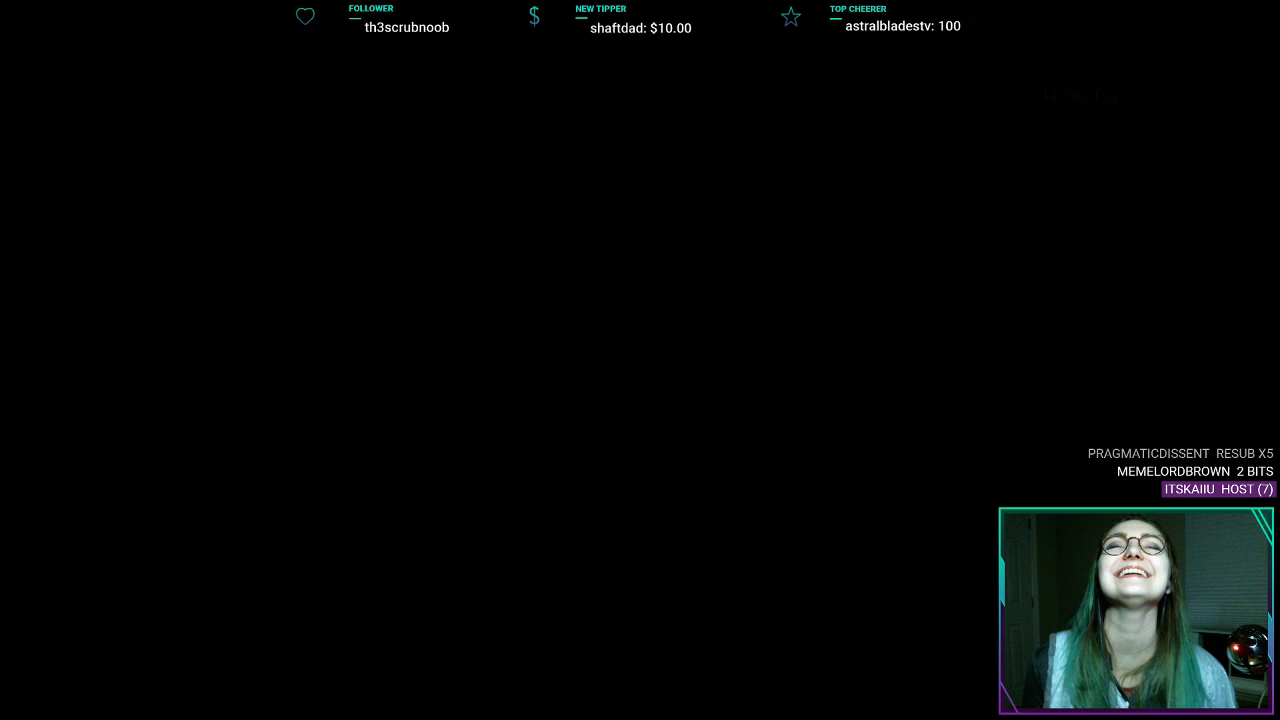 FOLLOWER
th3scrubnoob
NEW TIPPER
shaftdad: $10.00
TOP CHEERER
astralbladestv: 100
PRAGMATICDISSENT RESUB X5
MEMELORDBROWN 2 BITS
ITSKAIIU HOST (7)